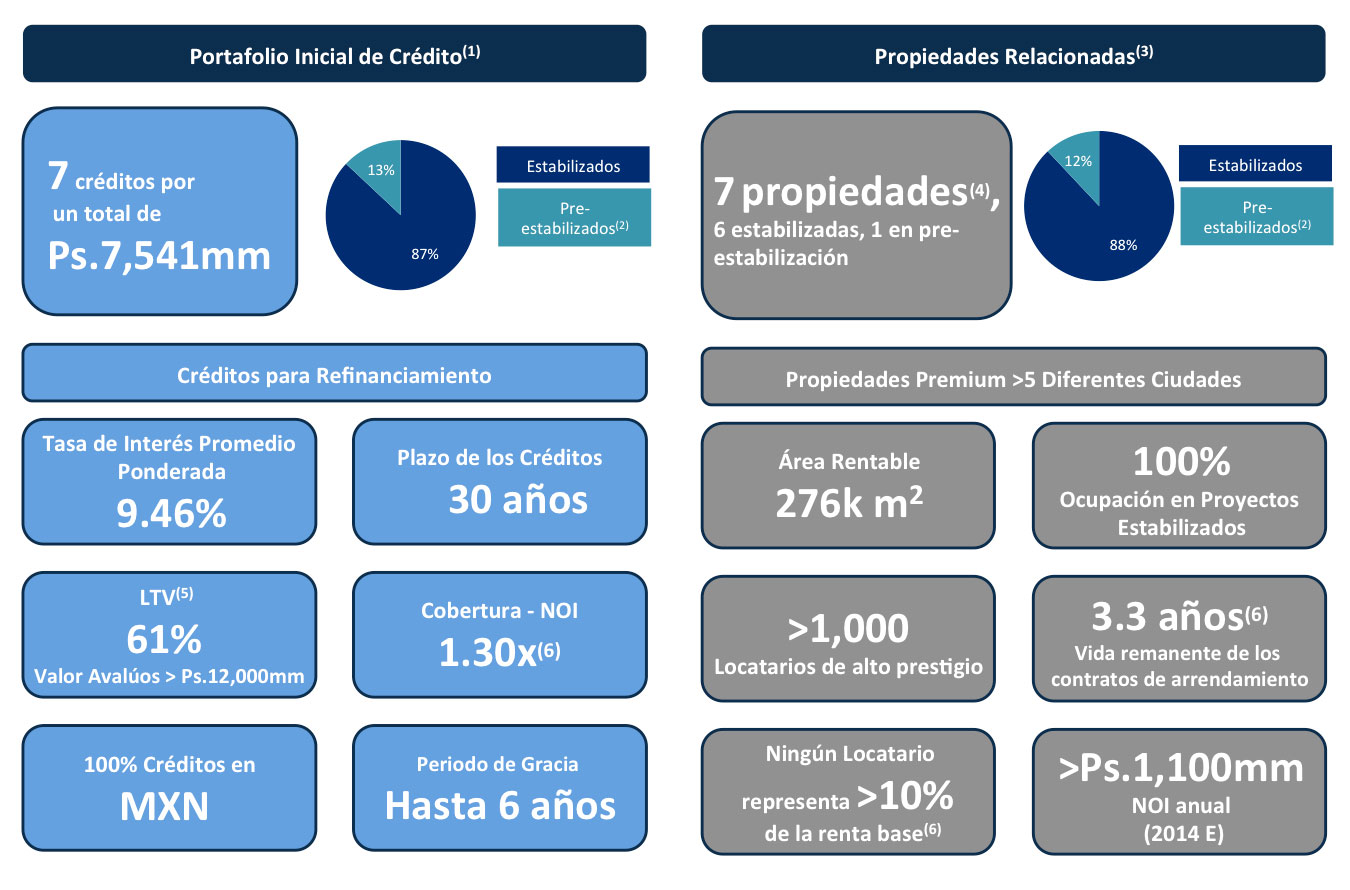 Portafolio Inicial de Crédito(1)
7 créditos por
un total de
Ps.7,541mm
13%
87%
Estabilizados
Pre-
estabilizados(2)
Créditos para Refinanciamiento
Tasa de Interés Promedio
Ponderada
9.46%
Plazo de los Créditos
30 años
LTV(5)
61%
Valor Avalúos > Ps.12,000mm
Cobertura - NOI
1.30x(6)
100% Créditos en
MXN
Periodo de Gracia
Hasta 6 años
Propiedades Relacionadas(3)
7 propiedades(4),
6 estabilizadas, 1 en pre-
estabilización
12%
88%
Estabilizados
Pre-
estabilizados(2)
Propiedades Premium >5 Diferentes Ciudades
Área Rentable
276k m2
100%
Ocupación en Proyectos
Estabilizados
>1,000
Locatarios de alto prestigio
3.3 años(6)
Vida remanente de los
contratos de arrendamiento
Ningún Locatario
representa >10%
de la renta base(6)
>Ps.1,100mm
NOI anual
(2014 E)